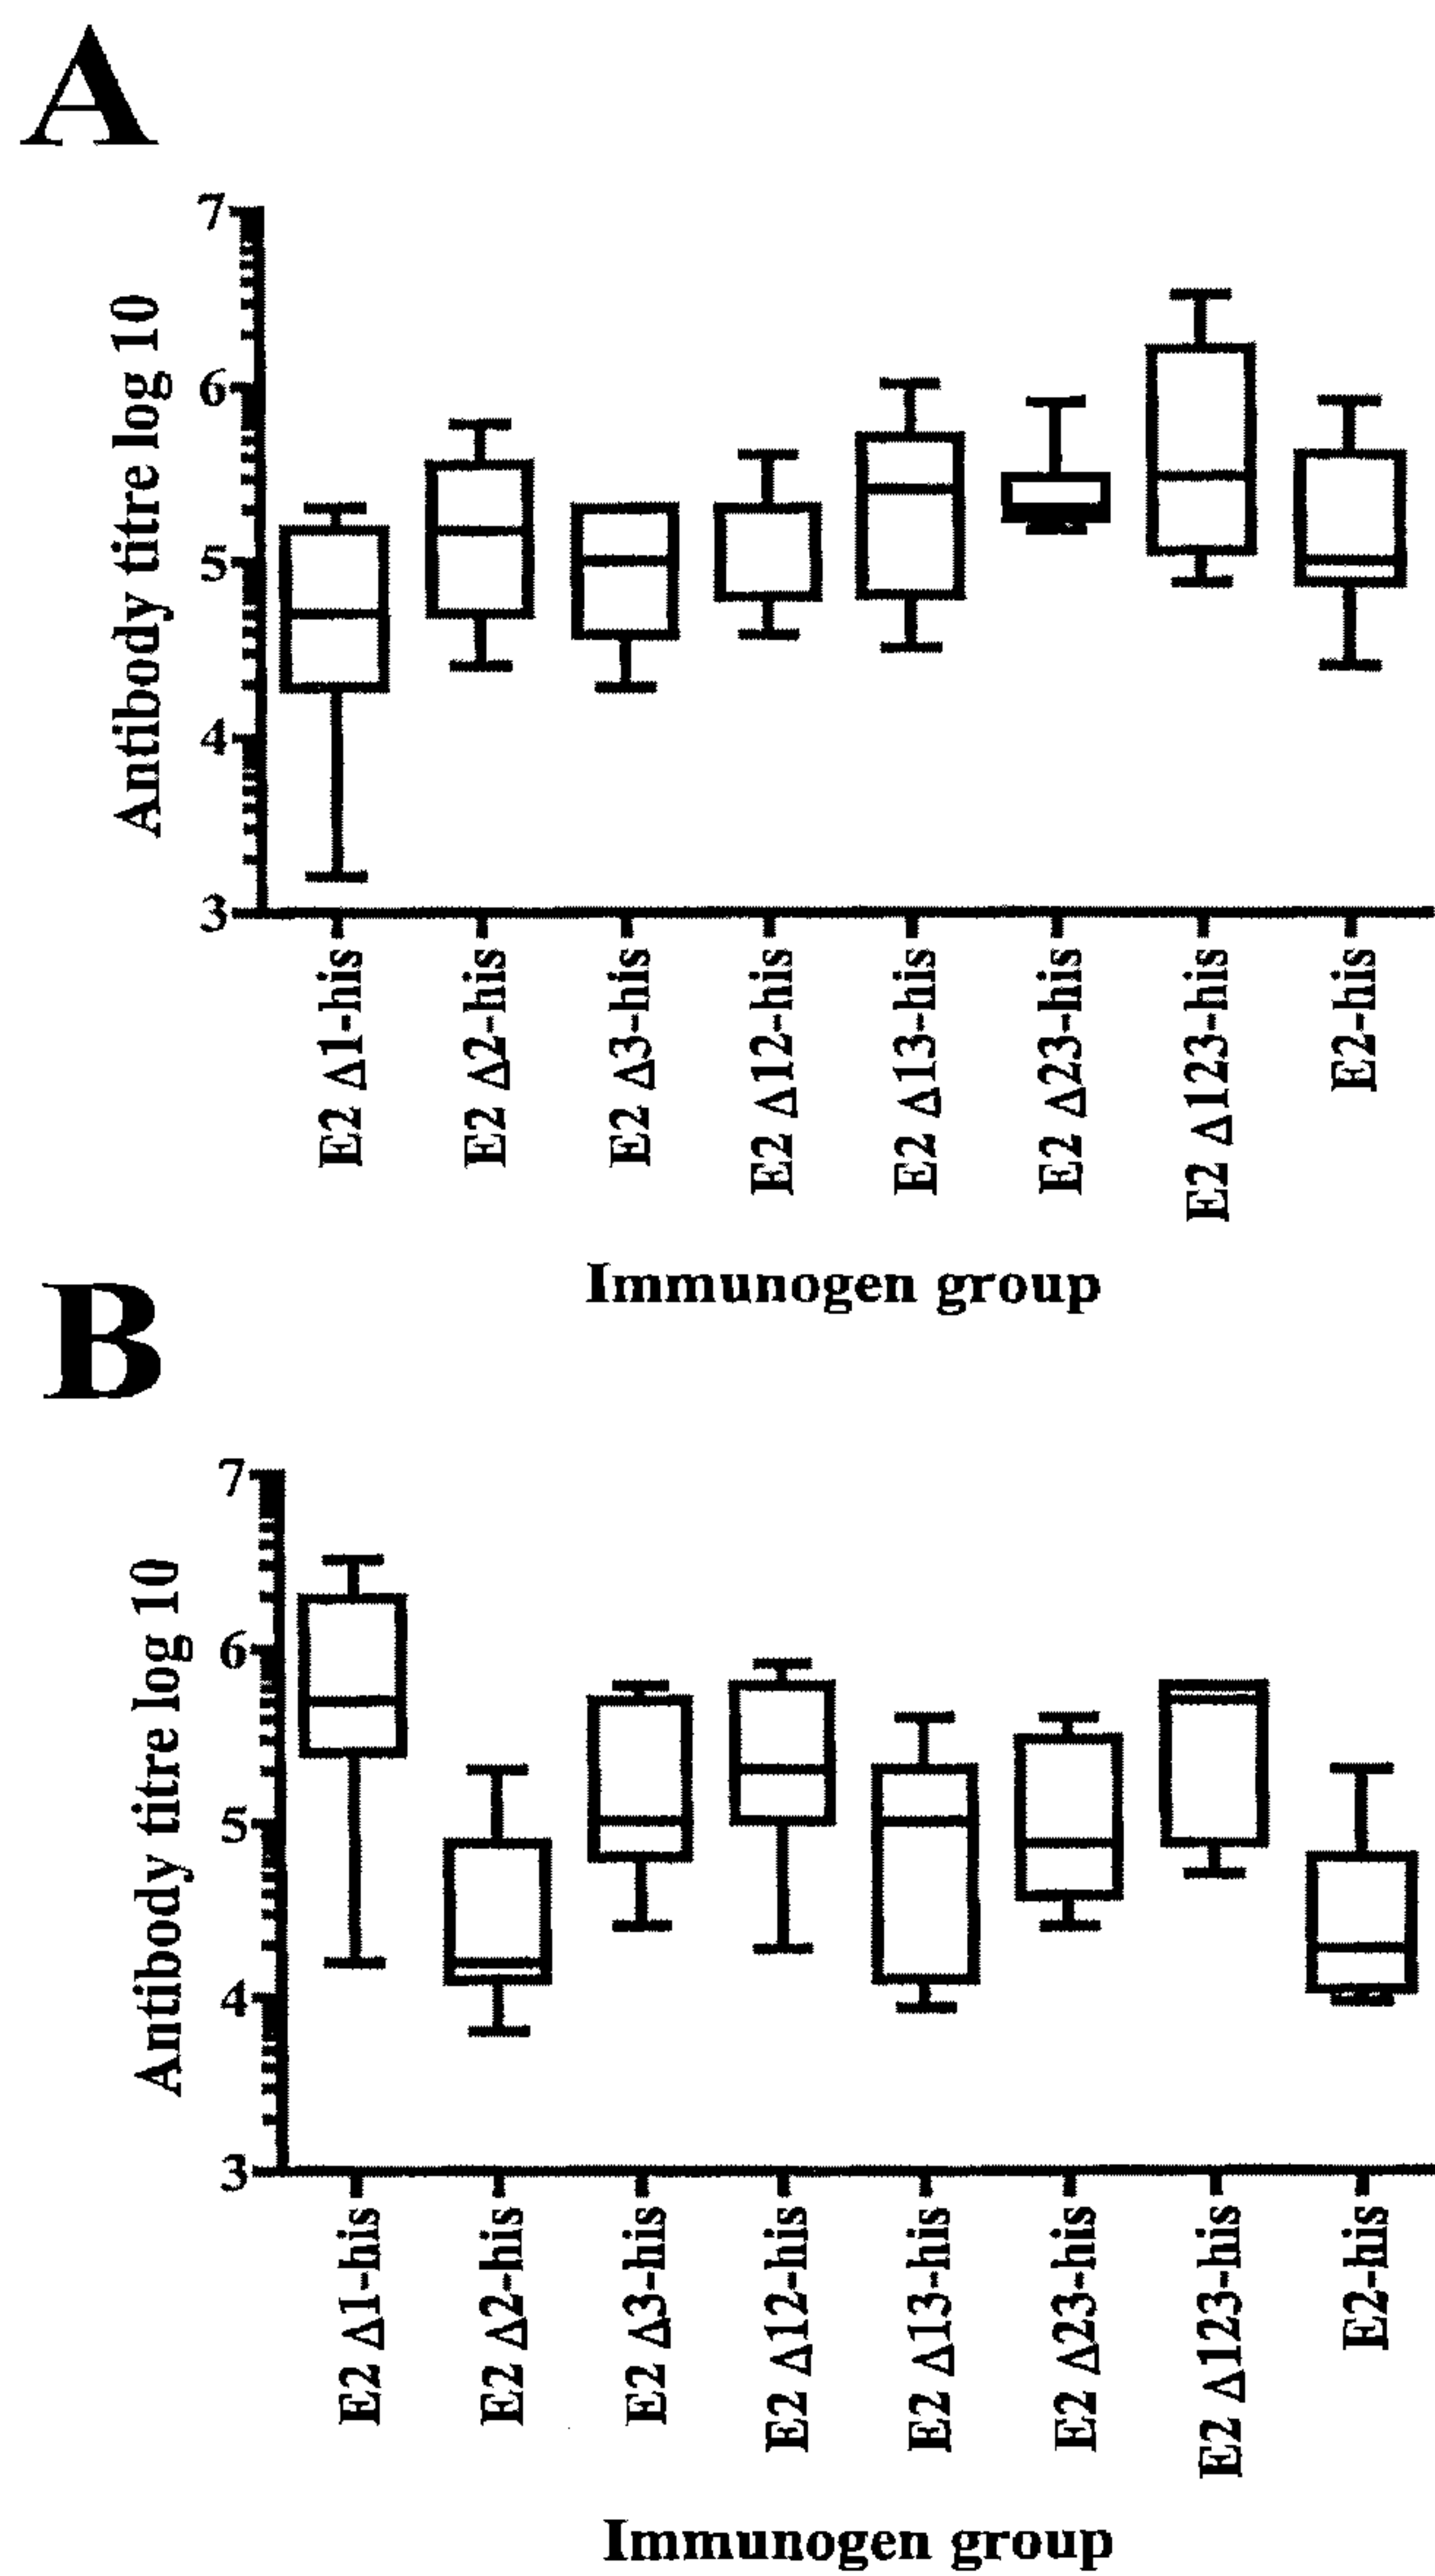 A
Antibody titre log 10
7
6
5
4
3
E2 Δ1-his
E2 Δ2-his
E2 Δ3-his
E2 Δ12-his
E2 Δ13-his
E2 Δ23-his
E2 Δ123-his
E2-his
Immunogen group
B
Antibody titre log 10
7
6
5
4
3
E2 Δ1-his
E2 Δ2-his
E2 Δ3-his
E2 Δ12-his
E2 Δ13-his
E2 Δ23-his
E2 Δ123-his
E2-his
Immunogen group